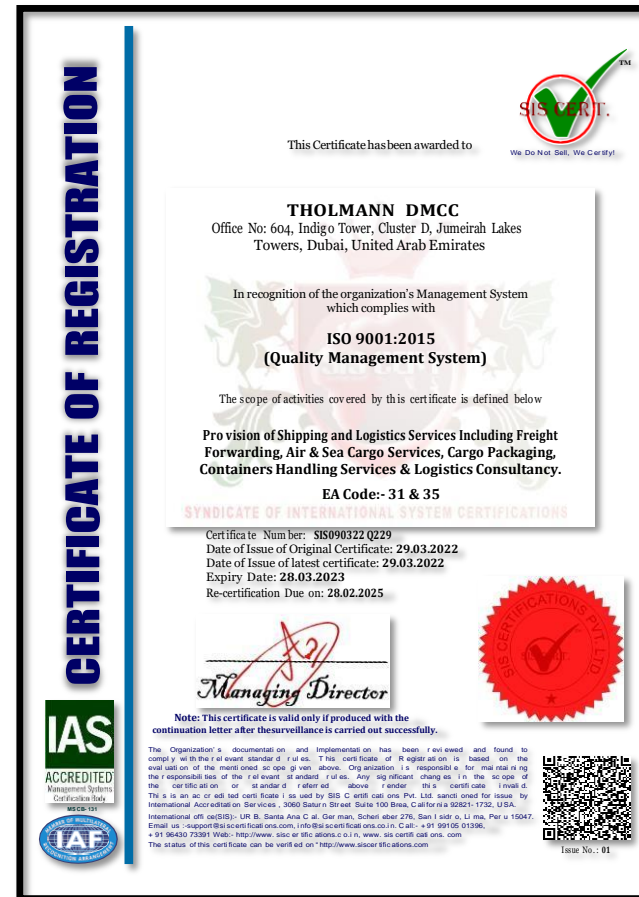 CERTIFICATE OF REGISTRATION
TM
SIS CERT.
We Do Not Sell, We Certify!
This Certificate has been awarded to
THOLMANN DMCC
Office No: 604, Indigo Tower, Cluster D, Jumeirah Lakes
Towers, Dubai, United Arab Emirates
In recognition of the organization's Management System
which complies with
ISO 9001:2015
(Quality Management System)
The scope of activities covered by this certificate is defined below
Provision of Shipping and Logistics Services Including Freight
Forwarding, Air & Sea Cargo Services, Cargo Packaging,
Containers Handling Services & Logistics Consultancy.
EA Code:- 31 & 35
SYNDICATE OF INTERNATIONAL SYSTEM CERTIFICATIONS
Certificate Number: SIS090322Q229
Date of Issue of Original Certificate: 29.03.2022
Date of Issue of latest certificate: 29.03.2022
Expiry Date: 28.03.2023
Re-certification Due on: 28.02.2025
Managing Director
SIS CERTIFICATIONS PVT. LTD.
SIS CERT.
Note: This certificate is valid only if produced with the
continuation letter after thesurveillance is carried out successfully.
IAS
ACCREDITED
Management Systems
Certification Body
MSCB-131
MEMBER OF MULTILATERAL
IAF
RECOGNITION ARRANGEMENT
The Organization's documentation and Implementation has been reviewed and found to
comply with the relevant standard rules. This certificate of Registration is based on the
evaluation of the mentioned scope given above. Organization is responsible for maintaining
the responsibilities of the relevant standard rules. Any significant changes in the scope of
the certification or standard referred above render this certificate invalid.
This is an accredited certificate issued by SIS Certifications Pvt. Ltd. sanctioned for issue by
International Accreditation Services, 3060 Saturn Street Suite 100 Brea, California 92821-1732, USA.
International office(SIS):- UR B. Santa Ana Cal. German, Scherieber 276, San Isidro, Lima, Peru 15047.
Email us :-support@siscertifications.com, info@siscertifications.co.in. Call:- +91 99105 01396,
+91 96430 73391 Web:- http://www.siscertifications.co.in, www.siscertifications.com
The status of this certificate can be verified on "http://www.siscertifications.com
Issue No.: 01